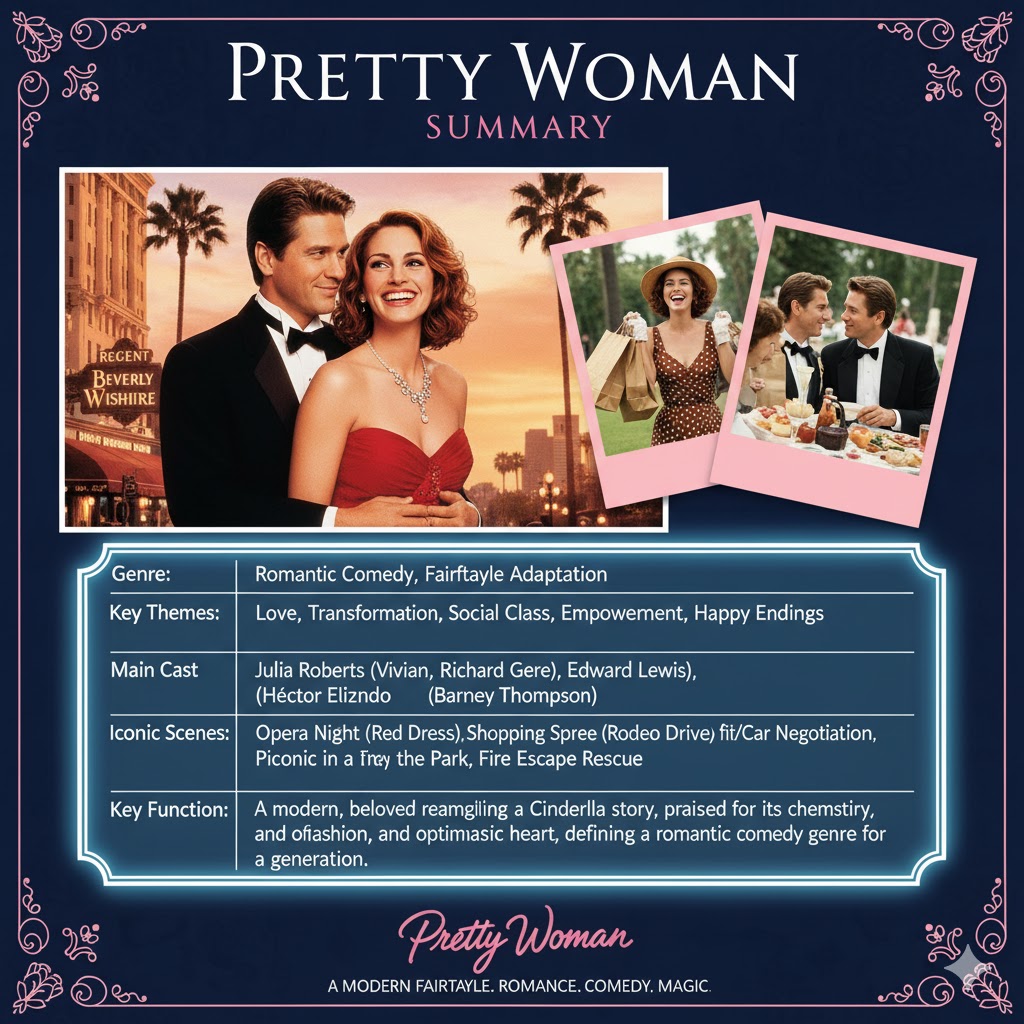 PRETTY WOMAN
SUMMARY
REGENT
BEVERLY
WISHIRE
Genre: Romantic Comedy, Fairftayle Adaptation
Key Themes: Love, Transformation, Social Class, Empowement, Happy Endings
Main Cast Julia Roberts (Vivian, Richard Gere), Edward Lewis),
(Héctor Elizndo (Barney Thompson)
Iconic Scenes: Opera Night (Red Dress), Shopping Spree (Rodeo Drive) fit/Car Negotiation,
Piconic in a the Park, Fire Escape Rescue
Key Function: A modern, beloved a Cinderlla story, praised for its chemstiry,
and ofiashion, and optimasic heart, defining a romantic comedy genre for
a generation.
Pretty Woman
A MODERN FAIRTAYLE. ROMANCE. COMEDY. MAGIC.